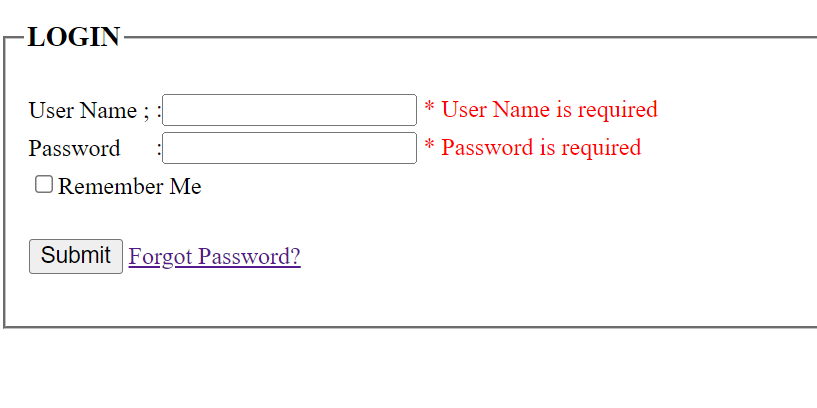 LOGIN
User Name ; : * User Name is required
Password : * Password is required
Remember Me
Submit Forgot Password?